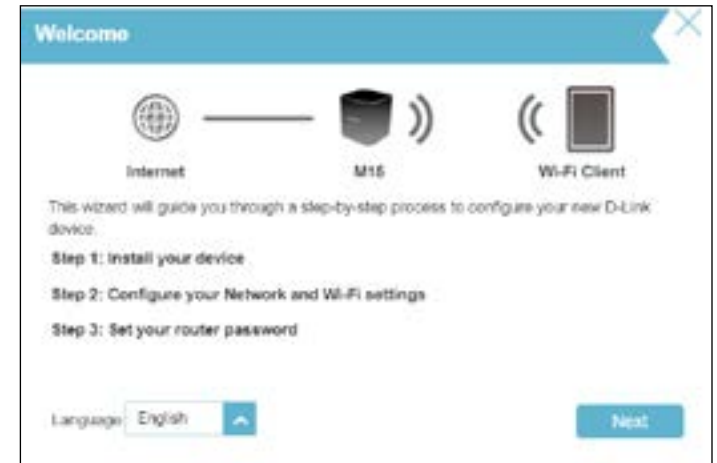 Welcome
Internet
M15
Wi-Fi Client
This wizard will guide you through a step-by-step process to configure your new D-Link
device.
Step 1: Install your device
Step 2: Configure your Network and Wi-Fi settings
Step 3: Set your router password
Language: English
Next